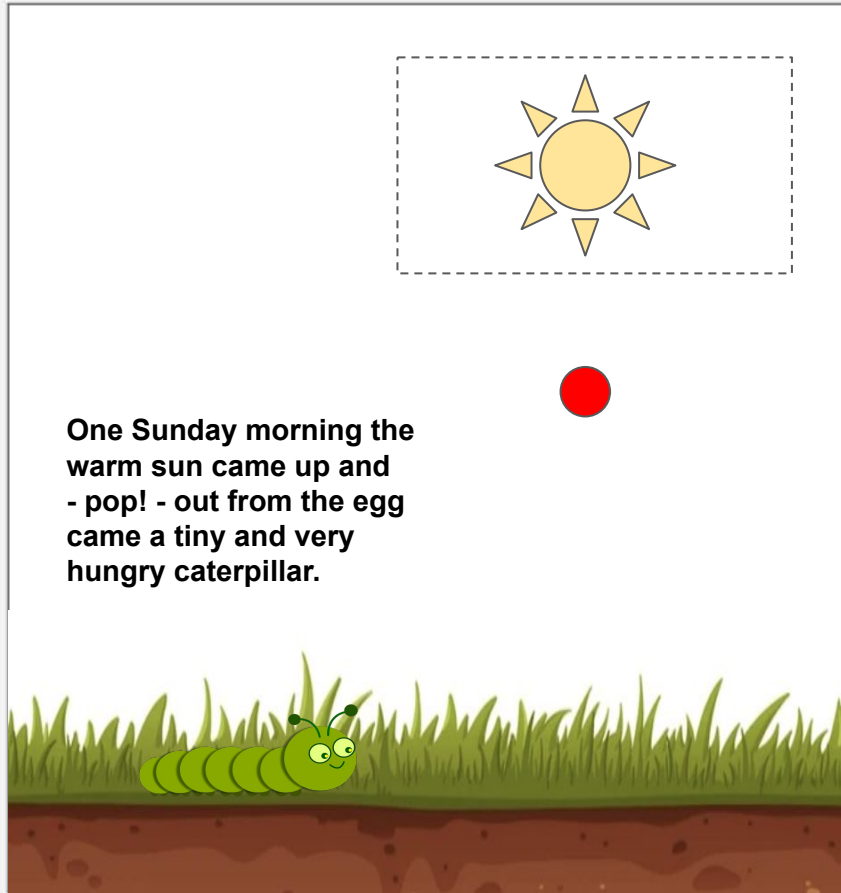 One Sunday morning the
warm sun came up and
- pop! - out from the egg
came a tiny and very
hungry caterpillar.